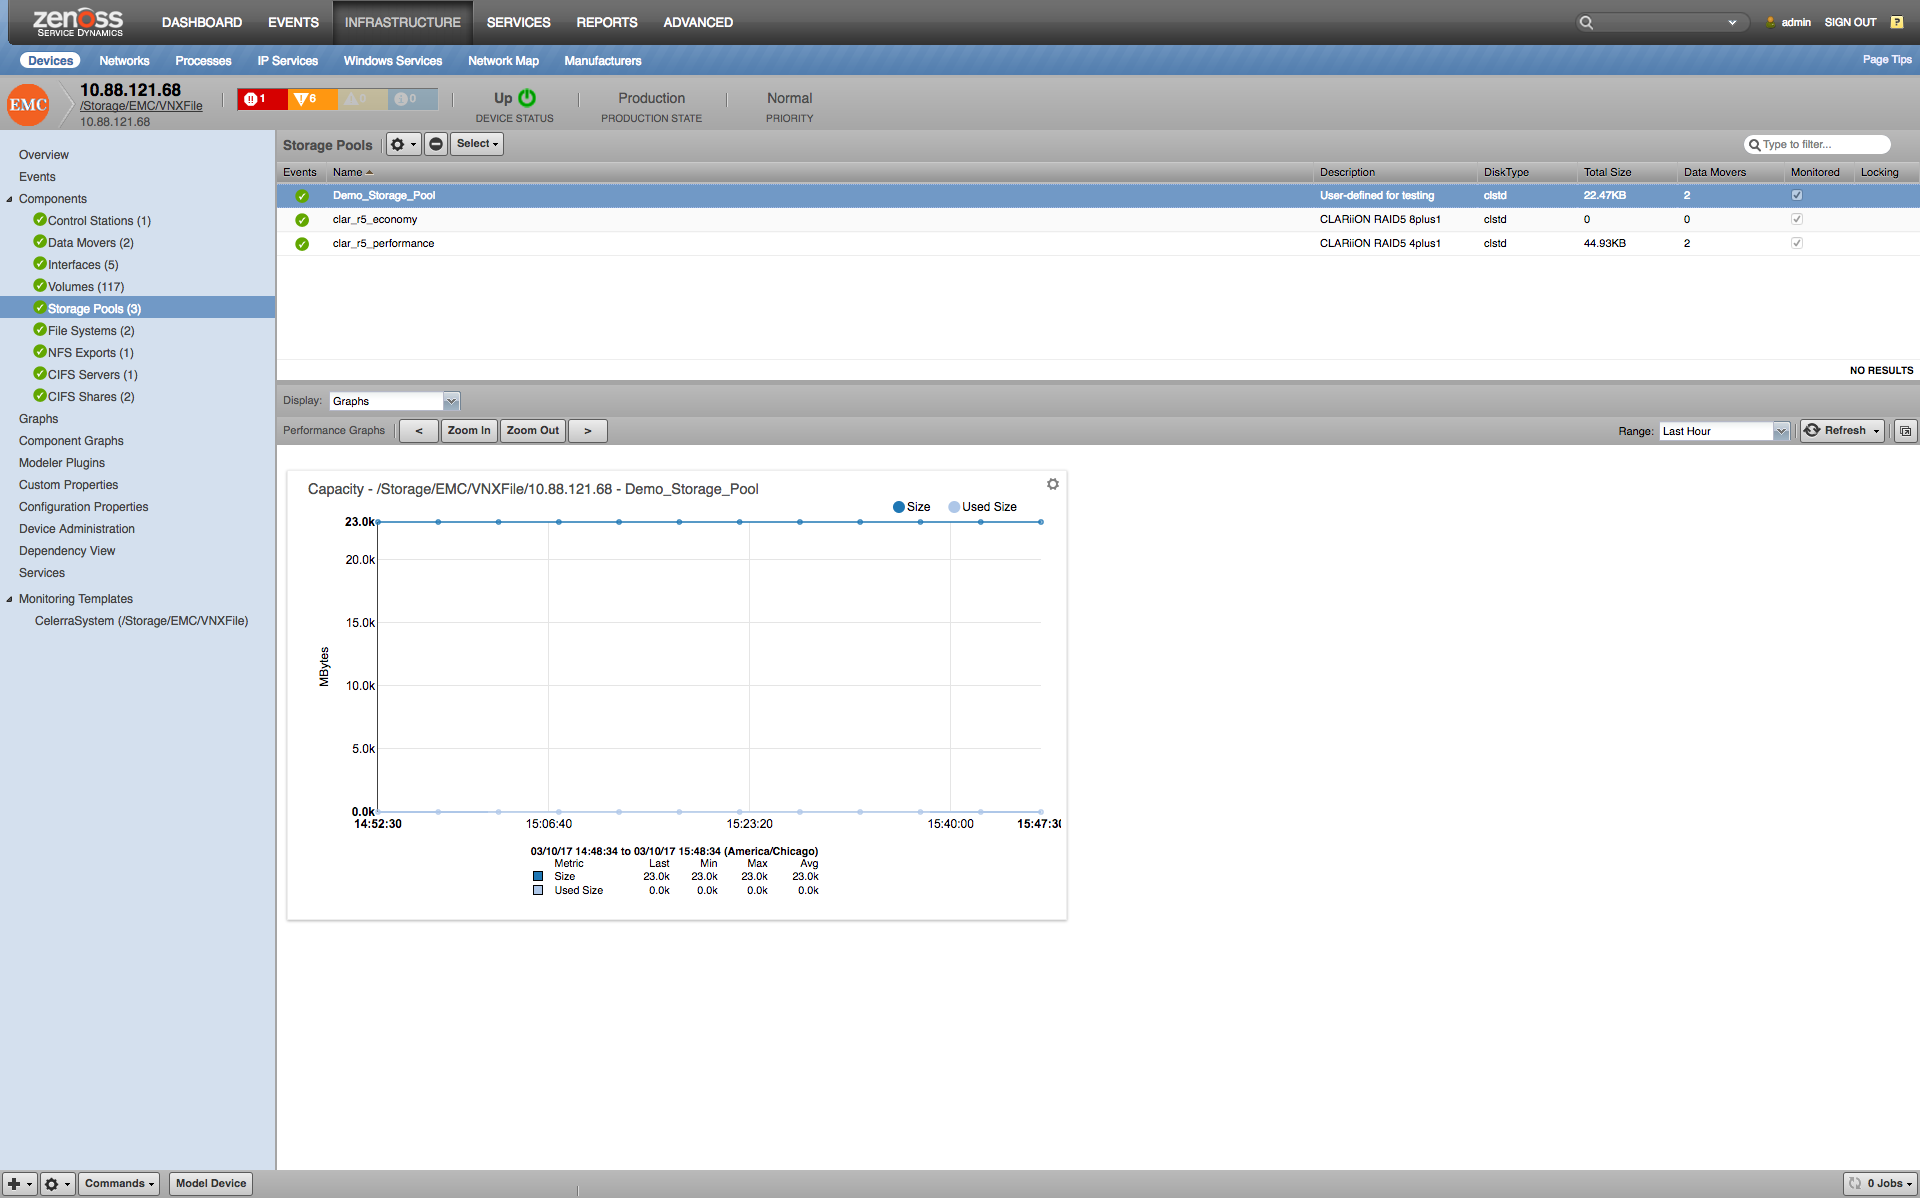 zenoss
SERVICE DYNAMICS
DASHBOARD EVENTS INFRASTRUCTURE SERVICES REPORTS ADVANCED
admin SIGN OUT ?
Devices Networks Processes IP Services Windows Services Network Map Manufacturers Page Tips
EMC
10.88.121.68
/Storage/EMC/VNXFile
10.88.121.68
1 6 0 0
Up
DEVICE STATUS
Production
PRODUCTION STATE
Normal
PRIORITY
Overview
Events
Components
Control Stations (1)
Data Movers (2)
Interfaces (5)
Volumes (117)
Storage Pools (3)
File Systems (2)
NFS Exports (1)
CIFS Servers (1)
CIFS Shares (2)
Graphs
Component Graphs
Modeler Plugins
Custom Properties
Configuration Properties
Device Administration
Dependency View
Services
Monitoring Templates
CelerraSystem (/Storage/EMC/VNXFile)
Storage Pools Select Type to filter...
Events Name Description DiskType Total Size Data Movers Monitored Locking
Demo_Storage_Pool User-defined for testing clstd 22.47KB 2
clar_r5_economy CLARiiON RAID5 8plus1 clstd 0 0
clar_r5_performance CLARiiON RAID5 4plus1 clstd 44.93KB 2
NO RESULTS
Display: Graphs
Performance Graphs < Zoom In Zoom Out > Range: Last Hour Refresh
Capacity - /Storage/EMC/VNXFile/10.88.121.68 - Demo_Storage_Pool
Size Used Size
23.0k
20.0k
15.0k
10.0k
5.0k
0.0k
MBytes
14:52:30 15:06:40 15:23:20 15:40:00 15:47:30
03/10/17 14:48:34 to 03/10/17 15:48:34 (America/Chicago)
Metric Last Min Max Avg
Size 23.0k 23.0k 23.0k 23.0k
Used Size 0.0k 0.0k 0.0k 0.0k
Commands Model Device 0 Jobs